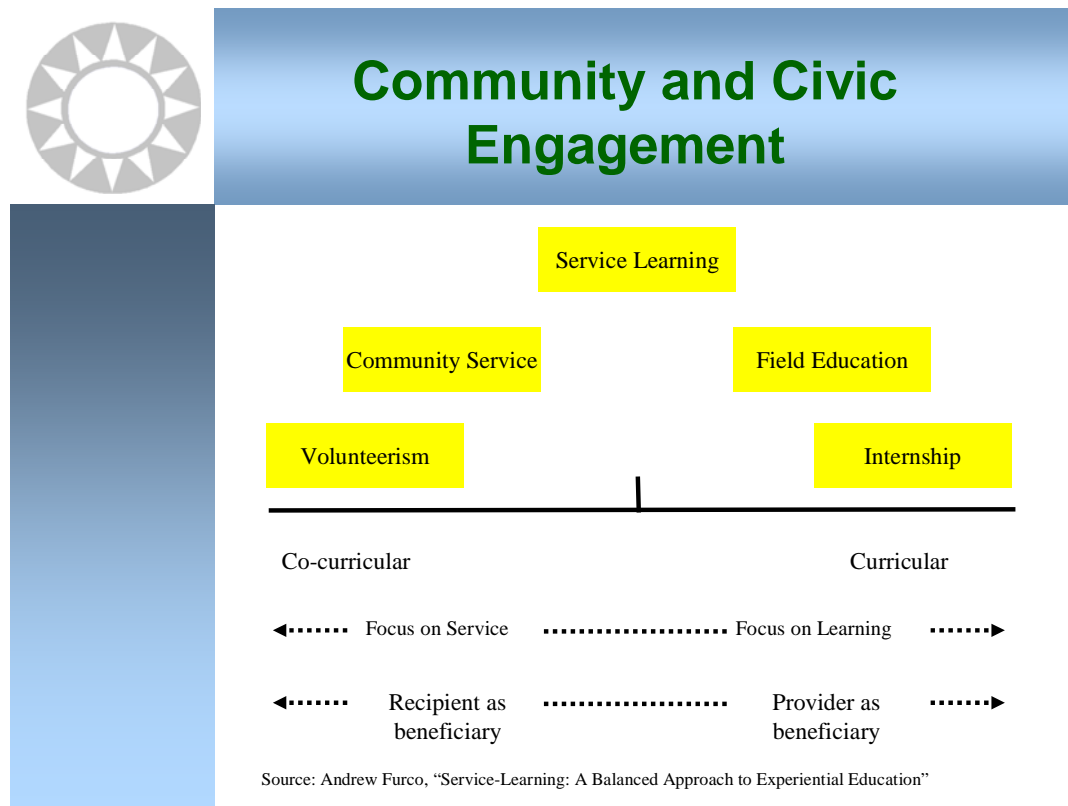 Community and Civic
Engagement
Service Learning
Community Service
Field Education
Volunteerism
Internship
Co-curricular
Curricular
Focus on Service
Focus on Learning
Recipient as
beneficiary
Provider as
beneficiary
Source: Andrew Furco, “Service-Learning: A Balanced Approach to Experiential Education”